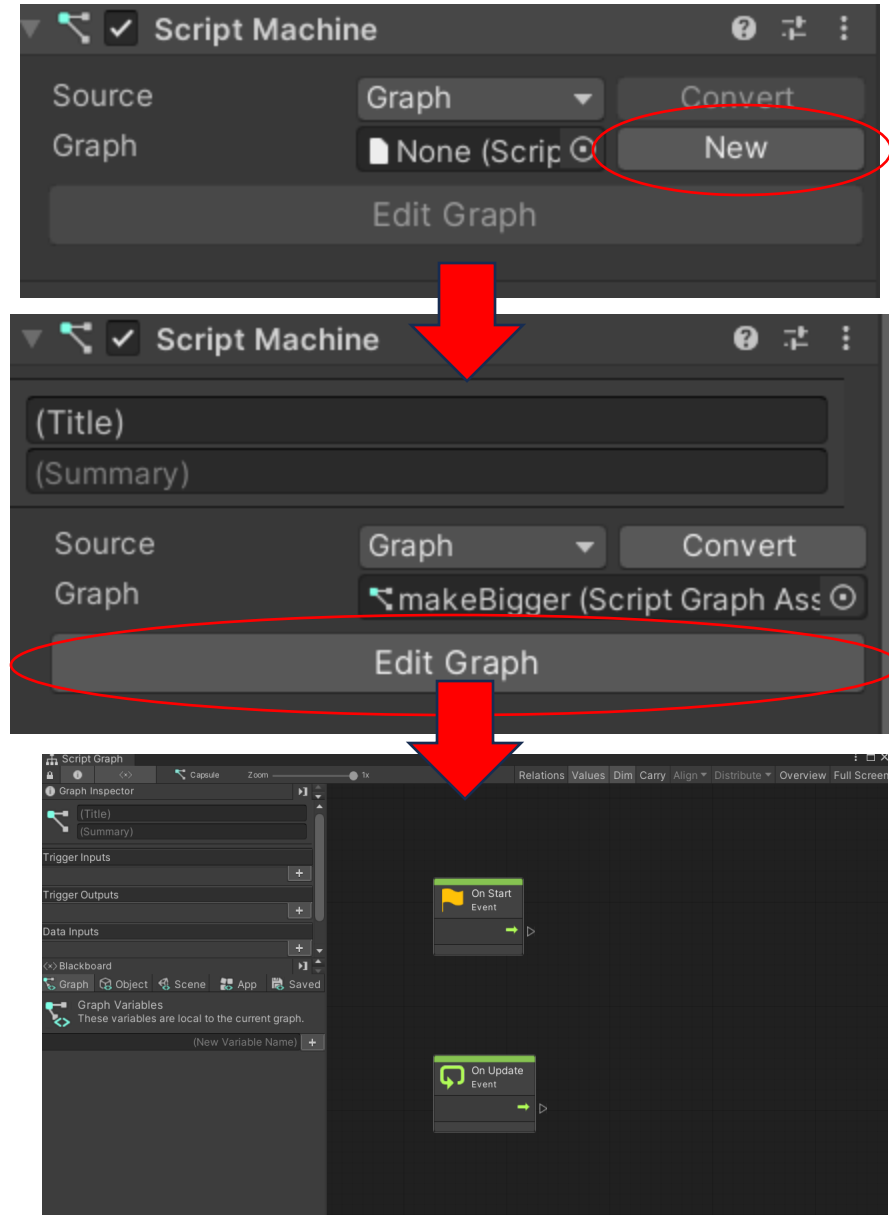 Script Machine
Source Graph Convert
Graph None (Scrip New
Edit Graph
Script Machine
(Title)
(Summary)
Source Graph Convert
Graph makeBigger (Script Graph Ass
Edit Graph
Script Graph
Capsule Zoom 1x Relations Values Dim Carry Align Distribute Overview Full Screen
Graph Inspector
(Title)
(Summary)
Trigger Inputs
Trigger Outputs
Data Inputs
Blackboard
Graph Object Scene App Saved
Graph Variables
These variables are local to the current graph.
(New Variable Name)
On Start
Event
On Update
Event